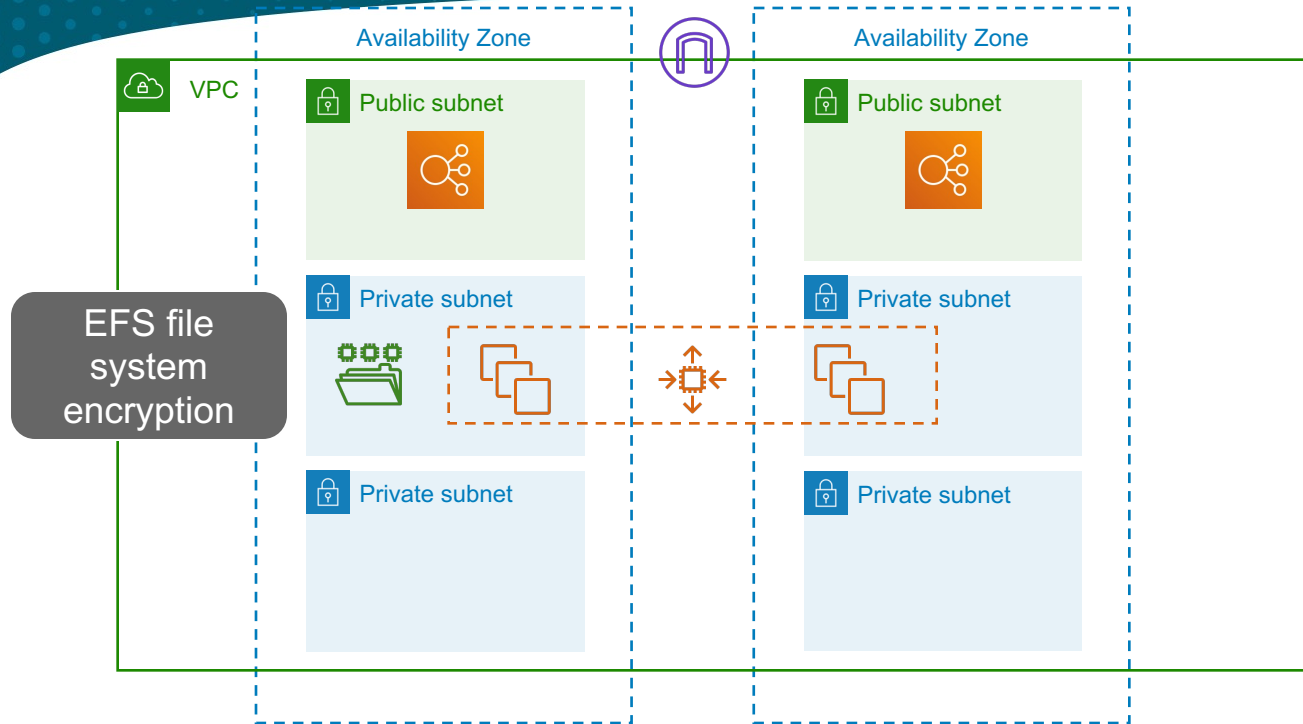 Availability Zone
Availability Zone
VPC
Public subnet
Public subnet
Private subnet
Private subnet
EFS file
system
encryption
Private subnet
Private subnet